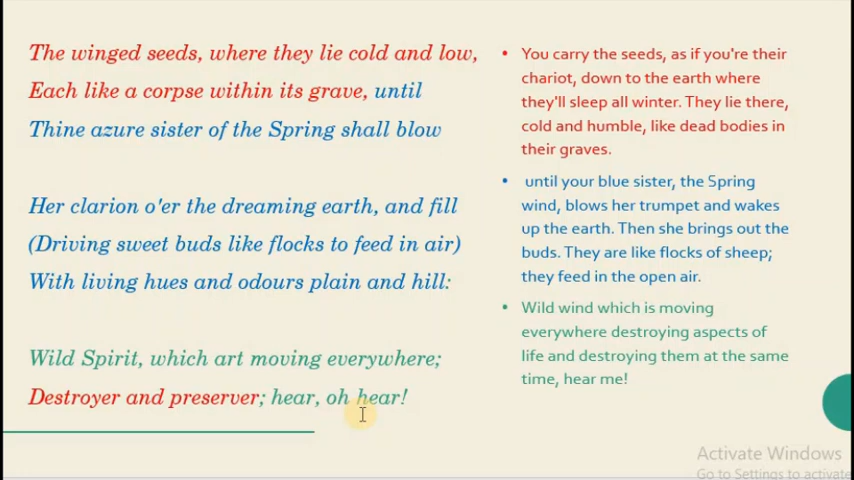 The winged seeds, where they lie cold and low,
Each like a corpse within its grave, until
Thine azure sister of the Spring shall blow
Her clarion o'er the dreaming earth, and fill
(Driving sweet buds like flocks to feed in air)
With living hues and odours plain and hill:
Wild Spirit, which art moving everywhere;
Destroyer and preserver; hear, oh hear!
• You carry the seeds, as if you're their
chariot, down to the earth where
they'll sleep all winter. They lie there,
cold and humble, like dead bodies in
their graves.
• until your blue sister, the Spring
wind, blows her trumpet and wakes
up the earth. Then she brings out the
buds. They are like flocks of sheep;
they feed in the open air.
• Wild wind which is moving
everywhere destroying aspects of
life and destroying them at the same
time, hear me!
Activate Windows
Go to Settings to activate